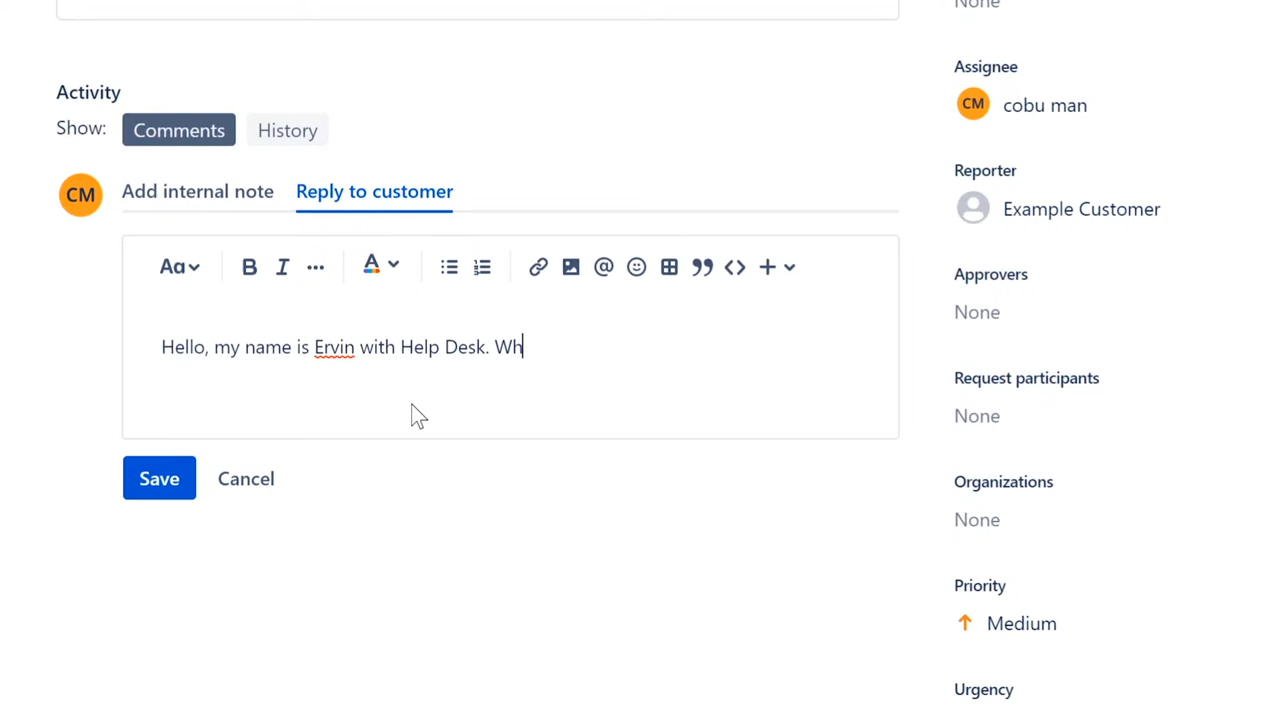 None
Activity
Show: Comments History
CM Add internal note Reply to customer
Aa B I ... A
Hello, my name is Ervin with Help Desk. Wh
Save Cancel
Assignee
CM cobu man
Reporter
Example Customer
Approvers
None
Request participants
None
Organizations
None
Priority
Medium
Urgency